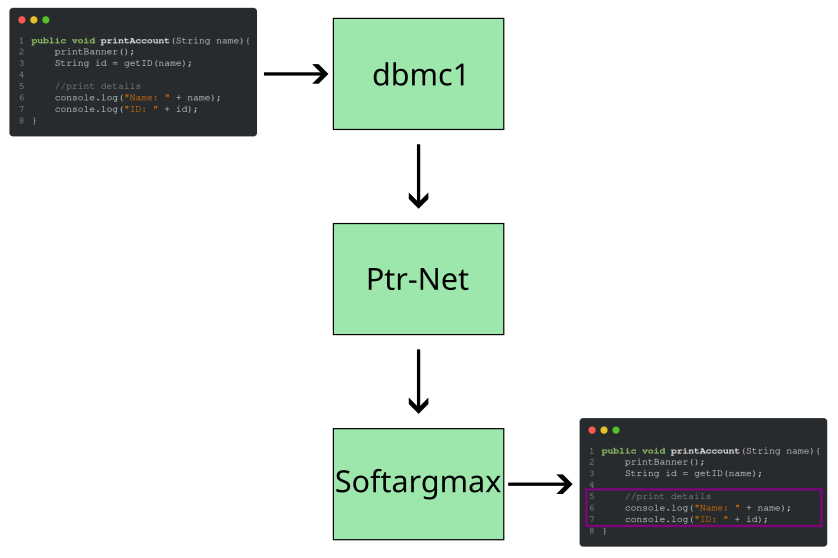 1 public void printAccount(String name){
2 printBanner();
3 String id = getID(name);
4
5 //print details
6 console.log("Name: " + name);
7 console.log("ID: " + id);
8 }
dbmc1
Ptr-Net
Softargmax
1 public void printAccount(String name){
2 printBanner();
3 String id = getID(name);
4
5 //print details
6 console.log("Name: " + name);
7 console.log("ID: " + id);
8 }